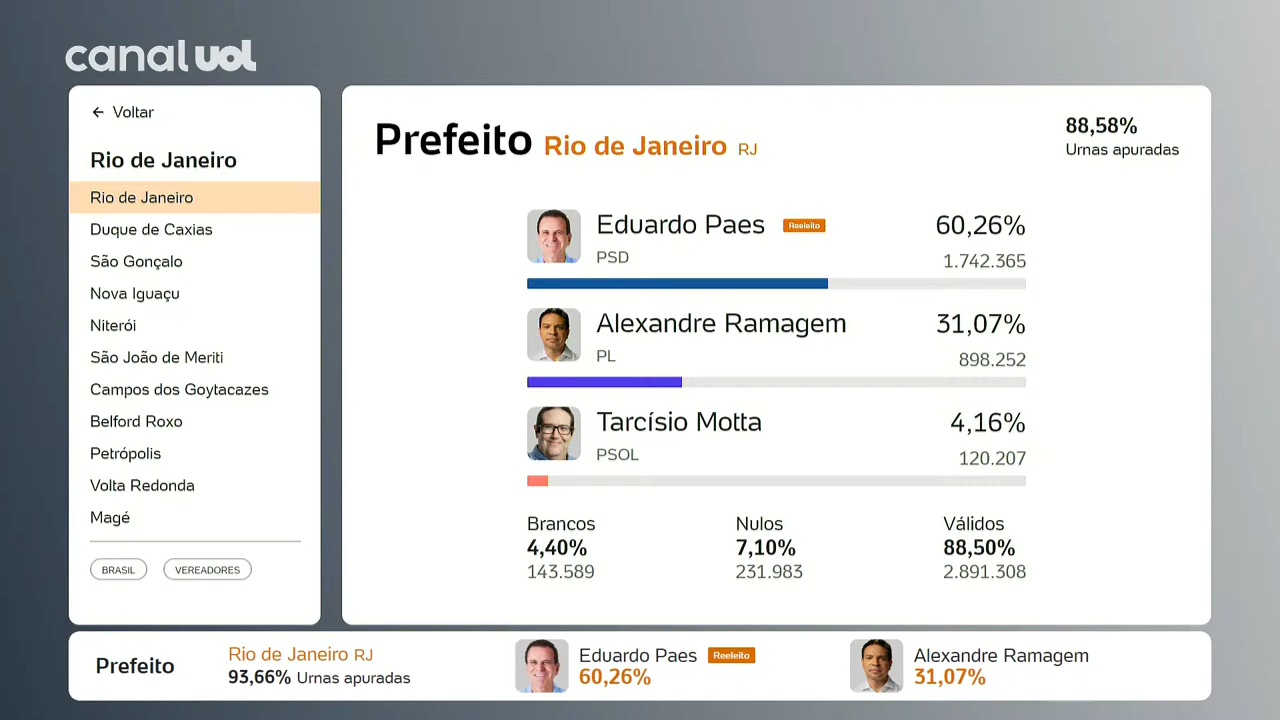 canal uol
← Voltar
Rio de Janeiro
Rio de Janeiro
Duque de Caxias
São Gonçalo
Nova Iguaçu
Niterói
São João de Meriti
Campos dos Goytacazes
Belford Roxo
Petrópolis
Volta Redonda
Magé
BRASIL VEREADORES
Prefeito Rio de Janeiro RJ
88,58%
Urnas apuradas
Eduardo Paes Reeleito 60,26%
PSD 1.742.365
Alexandre Ramagem 31,07%
PL 898.252
Tarcísio Motta 4,16%
PSOL 120.207
Brancos Nulos Válidos
4,40% 7,10% 88,50%
143.589 231.983 2.891.308
Prefeito
Rio de Janeiro RJ
93,66% Urnas apuradas
Eduardo Paes Reeleito
60,26%
Alexandre Ramagem
31,07%